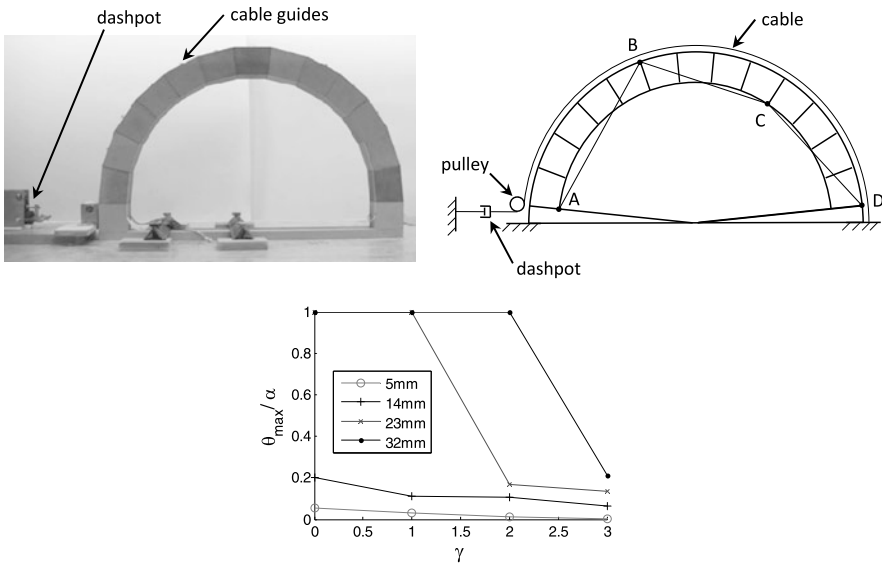 dashpot
cable guides
cable
B
C
pulley
A
D
dashpot
1
0.8
0.6
0.4
0.2
0
5mm
14mm
23mm
32mm
θmax/ α
0 0.5 1 1.5 2 2.5 3
γ